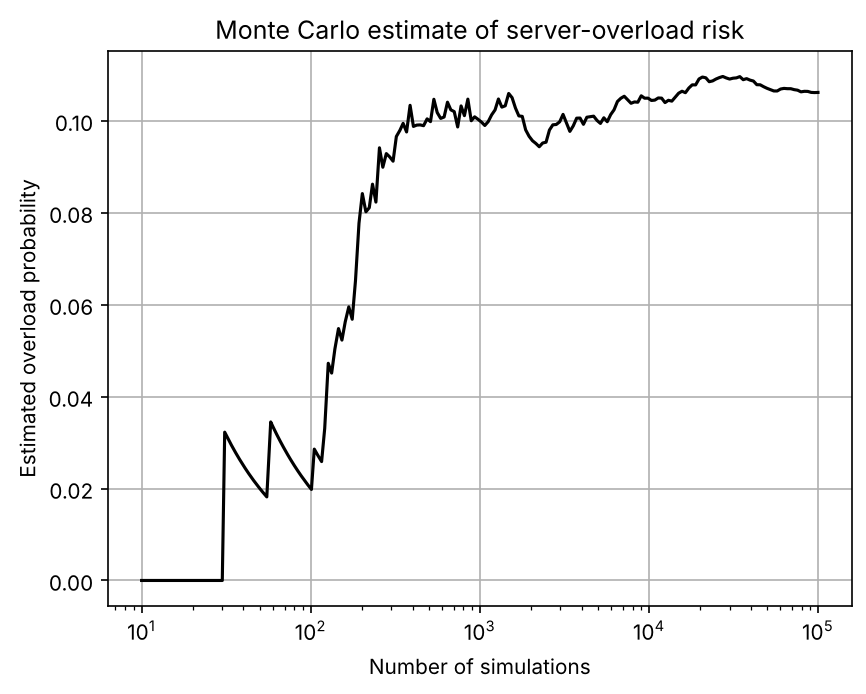 Monte Carlo estimate of server-overload risk
Estimated overload probability
0.10
0.08
0.06
0.04
0.02
0.00
10¹ 10² 10³ 10⁴ 10⁵
Number of simulations